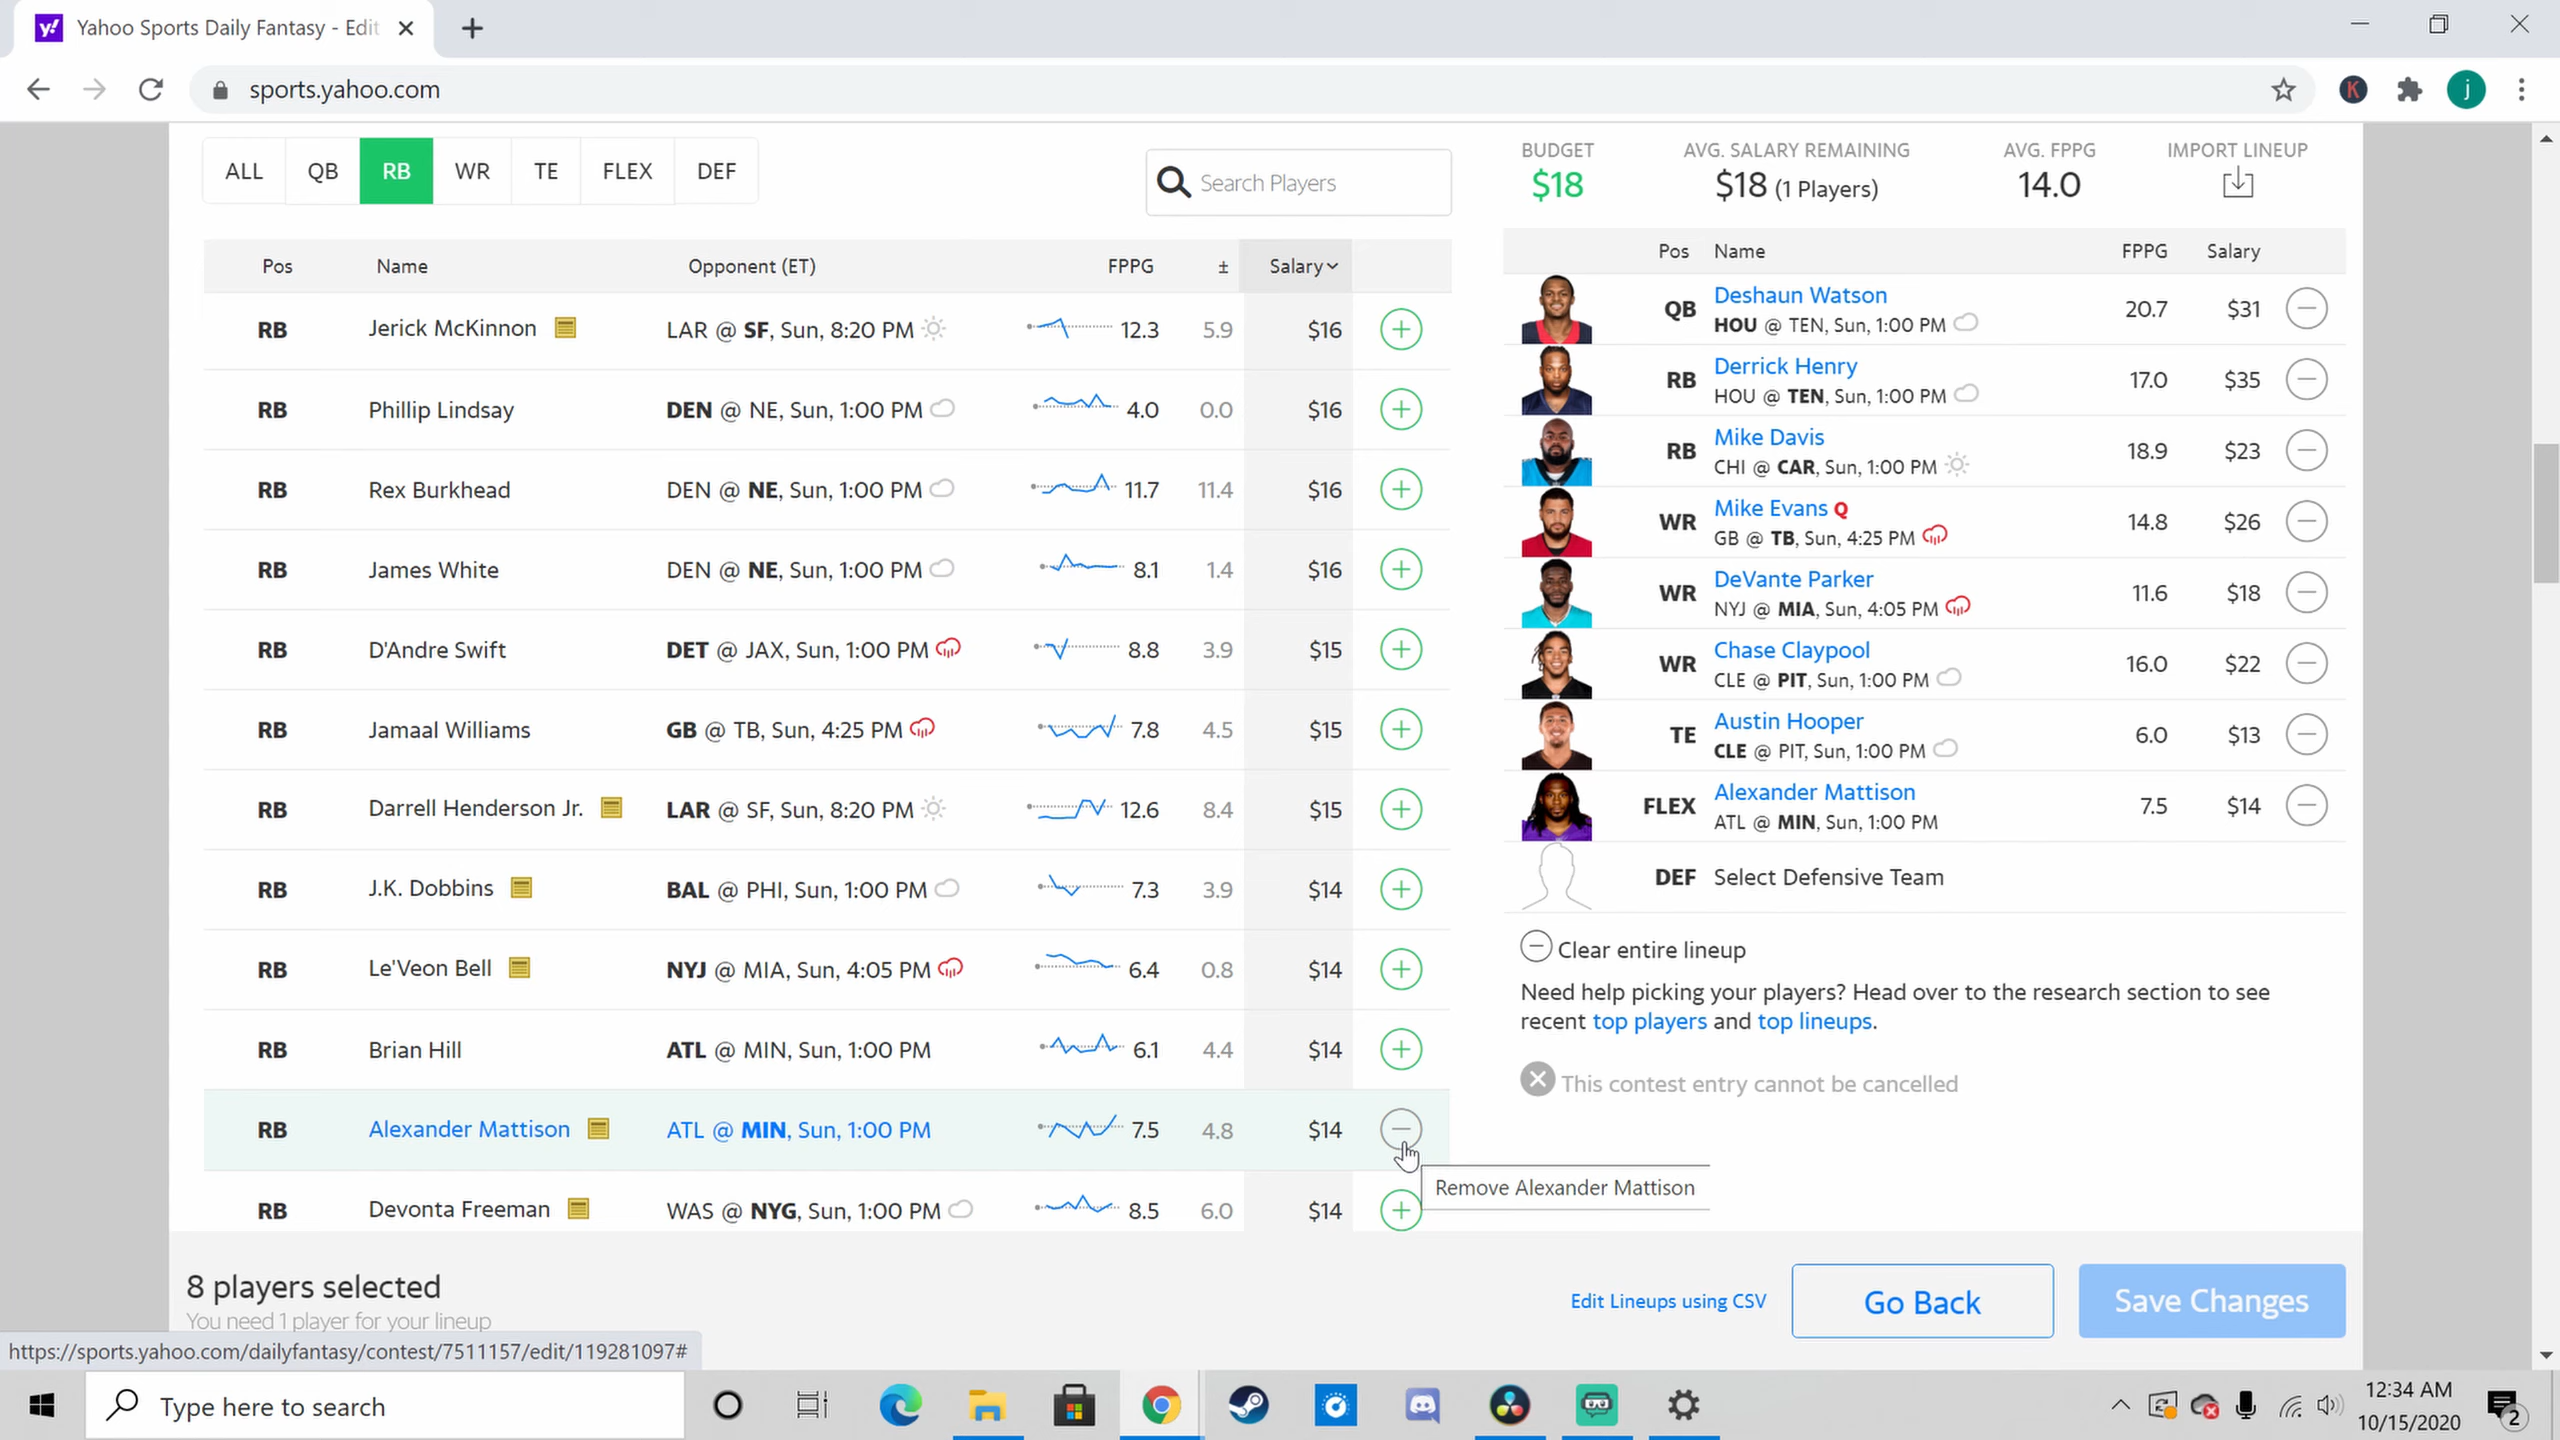 Yahoo Sports Daily Fantasy - Edit
sports.yahoo.com
K
j
ALL QB RB WR TE FLEX DEF
Search Players
BUDGET AVG. SALARY REMAINING AVG. FPPG IMPORT LINEUP
$18 $18 (1 Players) 14.0
Pos Name Opponent (ET) FPPG ± Salary
RB Jerick McKinnon LAR @ SF, Sun, 8:20 PM 12.3 5.9 $16
RB Phillip Lindsay DEN @ NE, Sun, 1:00 PM 4.0 0.0 $16
RB Rex Burkhead DEN @ NE, Sun, 1:00 PM 11.7 11.4 $16
RB James White DEN @ NE, Sun, 1:00 PM 8.1 1.4 $16
RB D'Andre Swift DET @ JAX, Sun, 1:00 PM 8.8 3.9 $15
RB Jamaal Williams GB @ TB, Sun, 4:25 PM 7.8 4.5 $15
RB Darrell Henderson Jr. LAR @ SF, Sun, 8:20 PM 12.6 8.4 $15
RB J.K. Dobbins BAL @ PHI, Sun, 1:00 PM 7.3 3.9 $14
RB Le'Veon Bell NYJ @ MIA, Sun, 4:05 PM 6.4 0.8 $14
RB Brian Hill ATL @ MIN, Sun, 1:00 PM 6.1 4.4 $14
RB Alexander Mattison ATL @ MIN, Sun, 1:00 PM 7.5 4.8 $14
RB Devonta Freeman WAS @ NYG, Sun, 1:00 PM 8.5 6.0 $14
Remove Alexander Mattison
Pos Name FPPG Salary
QB Deshaun Watson 20.7 $31
HOU @ TEN, Sun, 1:00 PM
RB Derrick Henry 17.0 $35
HOU @ TEN, Sun, 1:00 PM
RB Mike Davis 18.9 $23
CHI @ CAR, Sun, 1:00 PM
WR Mike Evans Q 14.8 $26
GB @ TB, Sun, 4:25 PM
WR DeVante Parker 11.6 $18
NYJ @ MIA, Sun, 4:05 PM
WR Chase Claypool 16.0 $22
CLE @ PIT, Sun, 1:00 PM
TE Austin Hooper 6.0 $13
CLE @ PIT, Sun, 1:00 PM
FLEX Alexander Mattison 7.5 $14
ATL @ MIN, Sun, 1:00 PM
DEF Select Defensive Team
Clear entire lineup
Need help picking your players? Head over to the research section to see
recent top players and top lineups.
This contest entry cannot be cancelled
8 players selected
You need 1 player for your lineup
Edit Lineups using CSV Go Back Save Changes
https://sports.yahoo.com/dailyfantasy/contest/7511157/edit/119281097#
Type here to search
12:34 AM
10/15/2020
2